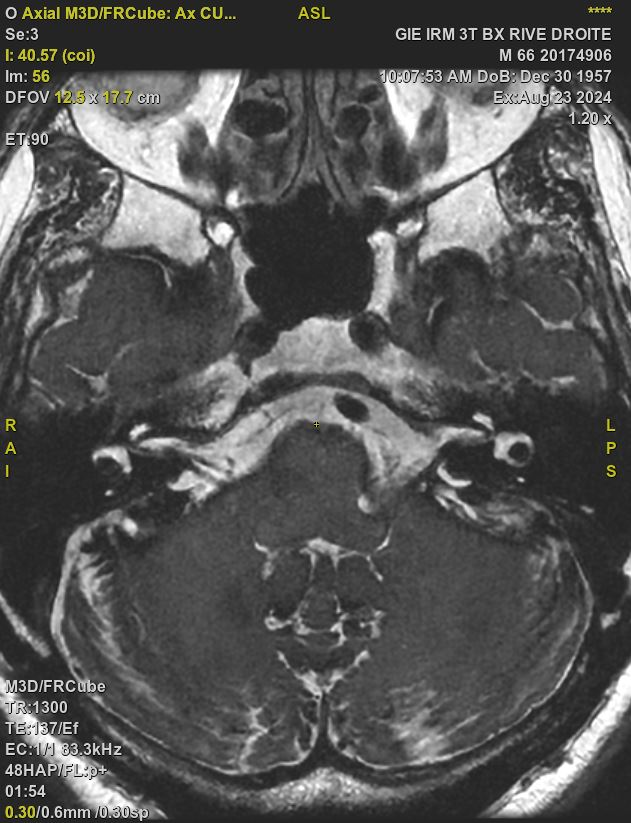 O Axial M3D/FRCube: Ax CU...
ASL
****
Se:3
GIE IRM 3T BX RIVE DROITE
I: 40.57 (coi)
M 66 20174906
Im: 56
10:07:53 AM DoB: Dec 30 1957
DFOV 12.5 x 17.7 cm
Ex:Aug 23 2024
1.20 x
ET:90
R
L
A
P
I
S
M3D/FRCube
TR:1300
TE:137/Ef
EC:1/1 83.3kHz
48HAP/FL:p+
01:54
0.30/0.6mm /0.30sp